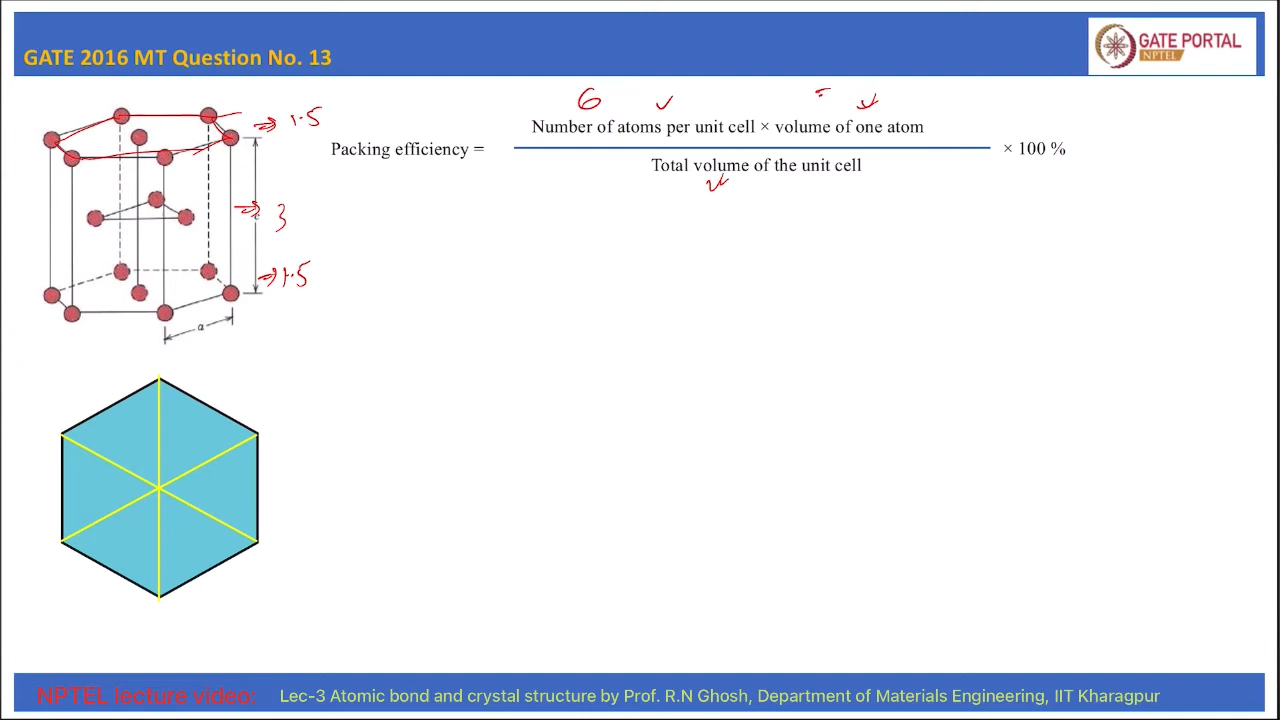 GATE 2016 MT Question No. 13
GATE PORTAL
NPTEL
6
1.5
Number of atoms per unit cell × volume of one atom
Packing efficiency =
× 100 %
Total volume of the unit cell
3
c
1.5
a
NPTEL lecture video:
Lec-3 Atomic bond and crystal structure by Prof. R.N Ghosh, Department of Materials Engineering, IIT Kharagpur